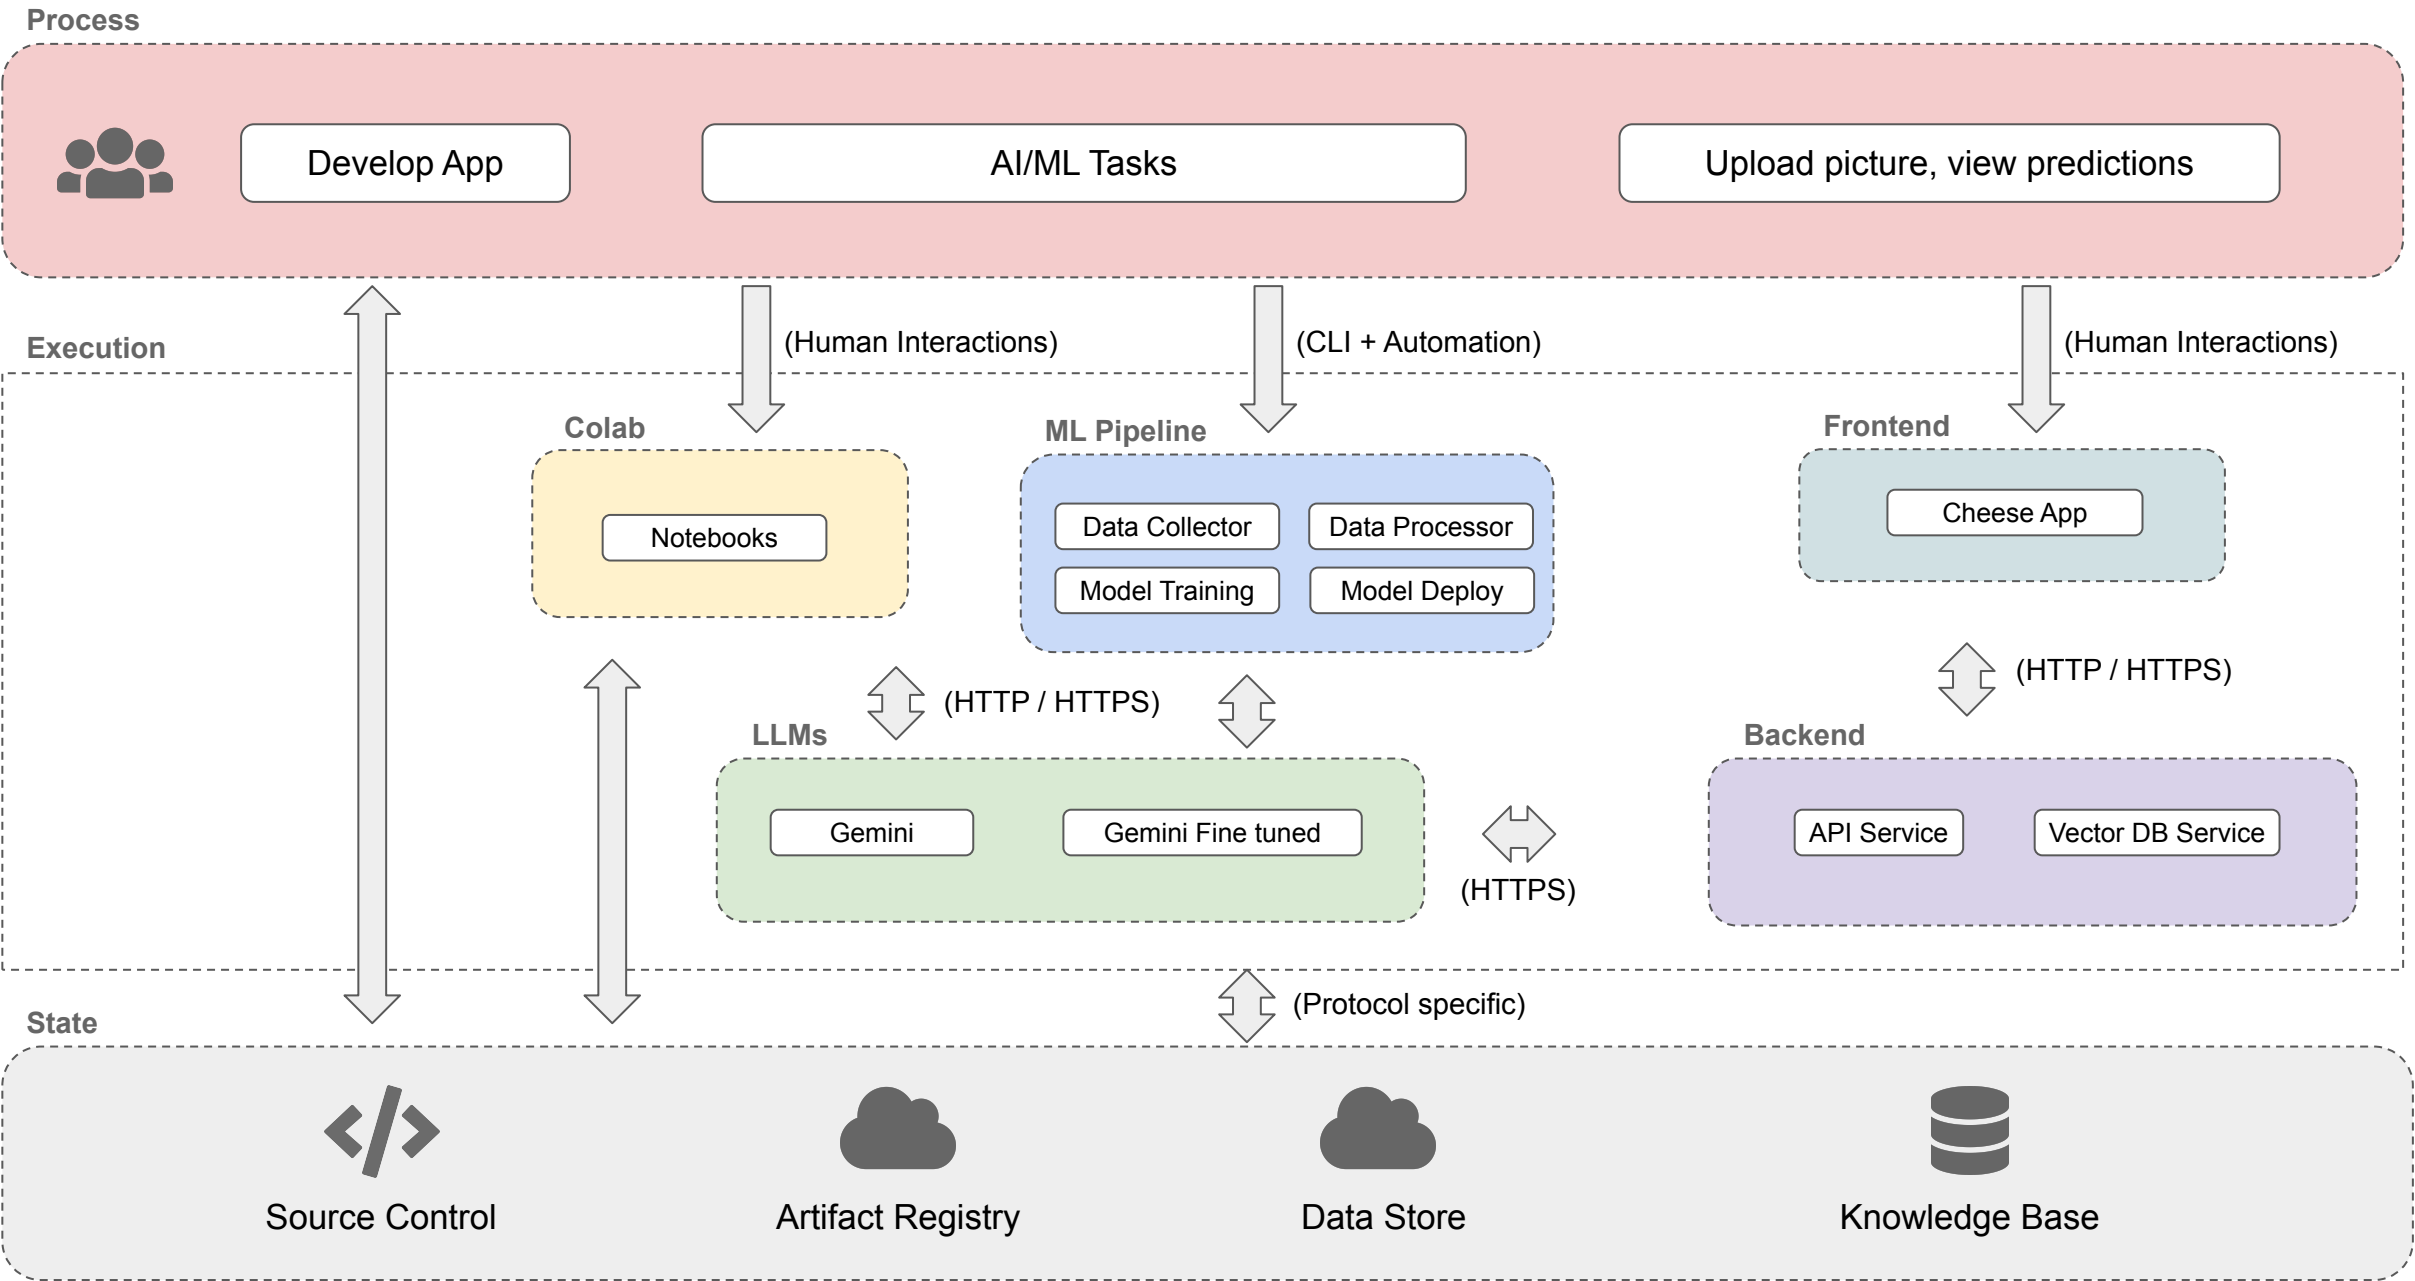 Process
Develop App
AI/ML Tasks
Upload picture, view predictions
(Human Interactions)
(CLI + Automation)
(Human Interactions)
Execution
Colab
ML Pipeline
Frontend
Notebooks
Data Collector
Data Processor
Model Training
Model Deploy
Cheese App
(HTTP / HTTPS)
(HTTP / HTTPS)
LLMs
Backend
Gemini
Gemini Fine tuned
API Service
Vector DB Service
(HTTPS)
(Protocol specific)
State
Source Control
Artifact Registry
Data Store
Knowledge Base